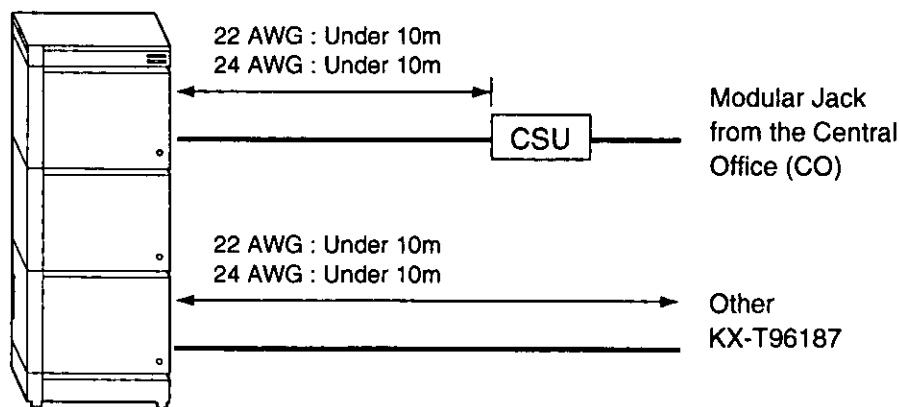 22 AWG : Under 10m
24 AWG : Under 10m
CSU
Modular Jack
from the Central
Office (CO)
22 AWG : Under 10m
24 AWG : Under 10m
Other
KX-T96187